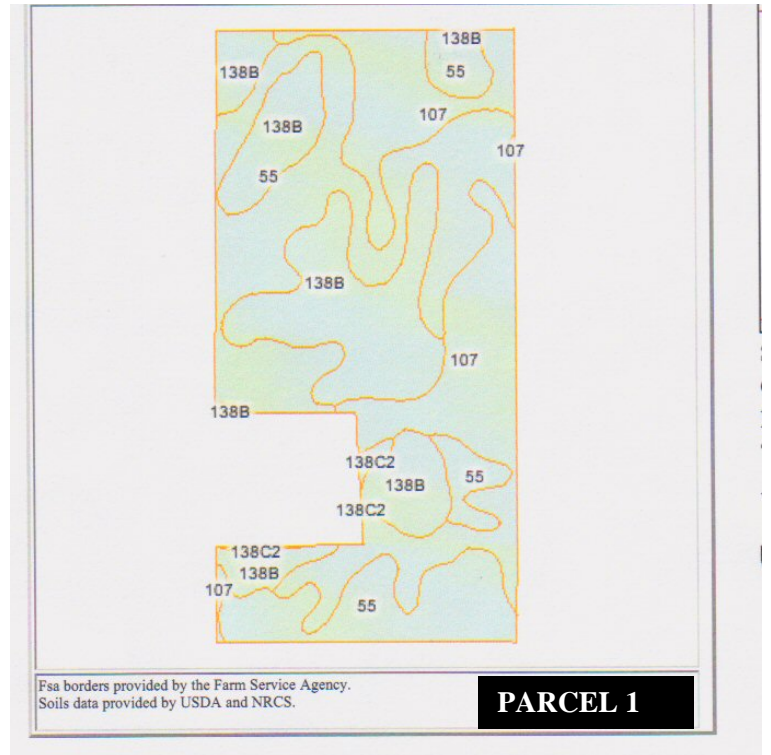 138B
138B
55
107
138B
107
55
138B
107
138B
138C2
55
138B
138C2
138C2
138B
107
55
Fsa borders provided by the Farm Service Agency.
Soils data provided by USDA and NRCS.
PARCEL 1